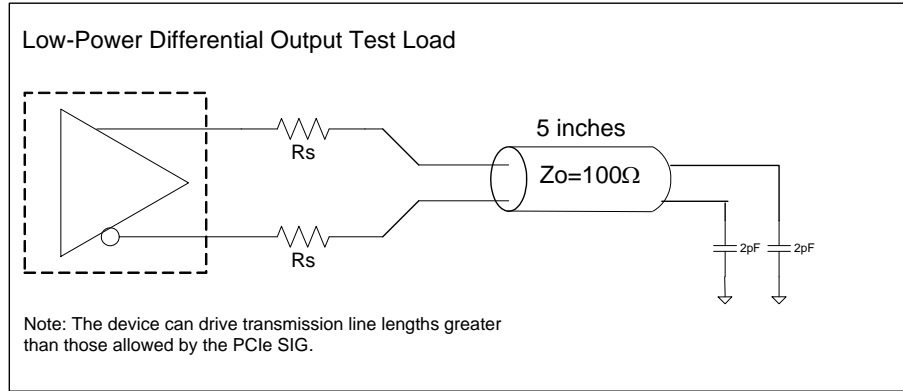 Low-Power Differential Output Test Load
Rs
5 inches
Zo=100Ω
Rs
2pF
2pF
Note: The device can drive transmission line lengths greater
than those allowed by the PCIe SIG.